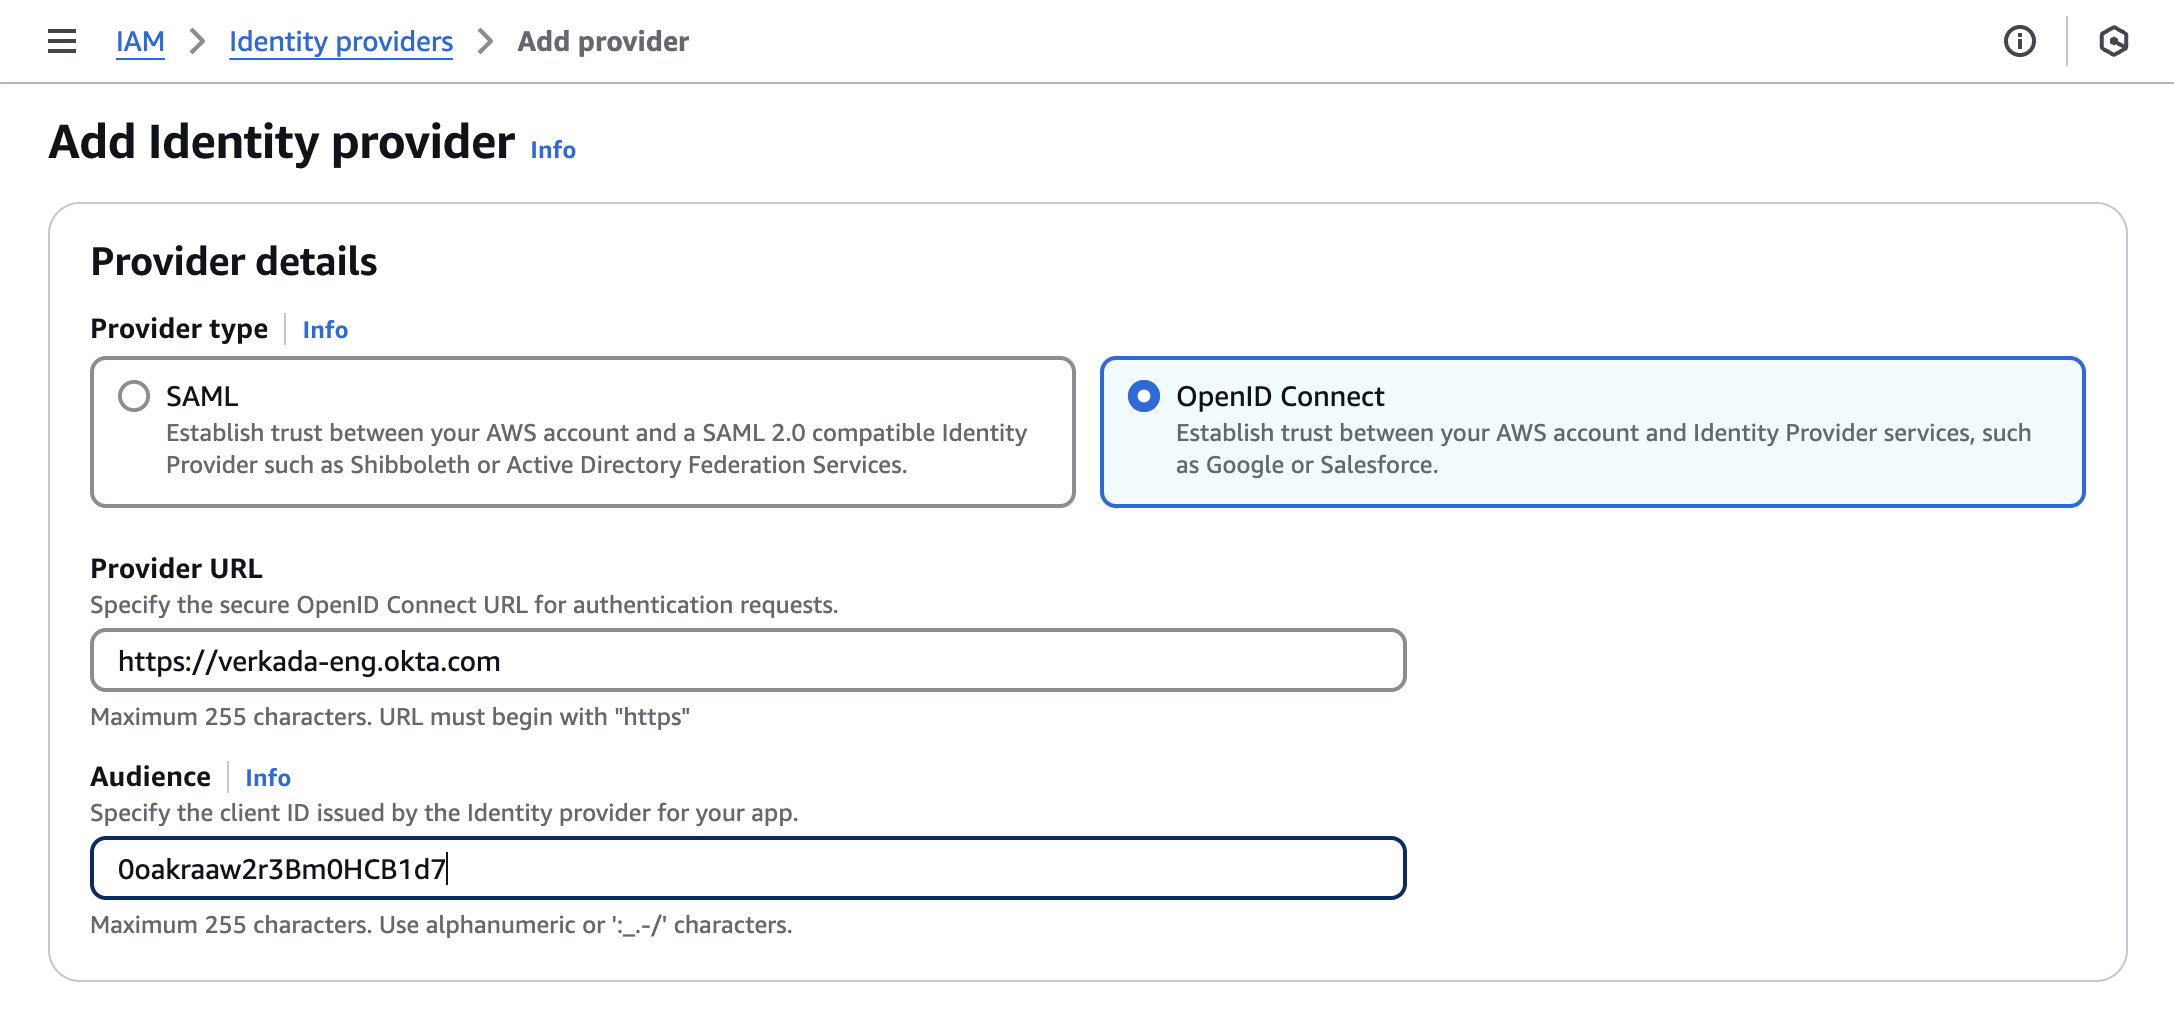 IAM > Identity providers > Add provider
Add Identity provider Info
Provider details
Provider type Info
SAML
Establish trust between your AWS account and a SAML 2.0 compatible Identity
Provider such as Shibboleth or Active Directory Federation Services.
OpenID Connect
Establish trust between your AWS account and Identity Provider services, such
as Google or Salesforce.
Provider URL
Specify the secure OpenID Connect URL for authentication requests.
https://verkada-eng.okta.com
Maximum 255 characters. URL must begin with "https"
Audience Info
Specify the client ID issued by the Identity provider for your app.
0oakraaw2r3Bm0HCB1d7
Maximum 255 characters. Use alphanumeric or ':_.-/' characters.